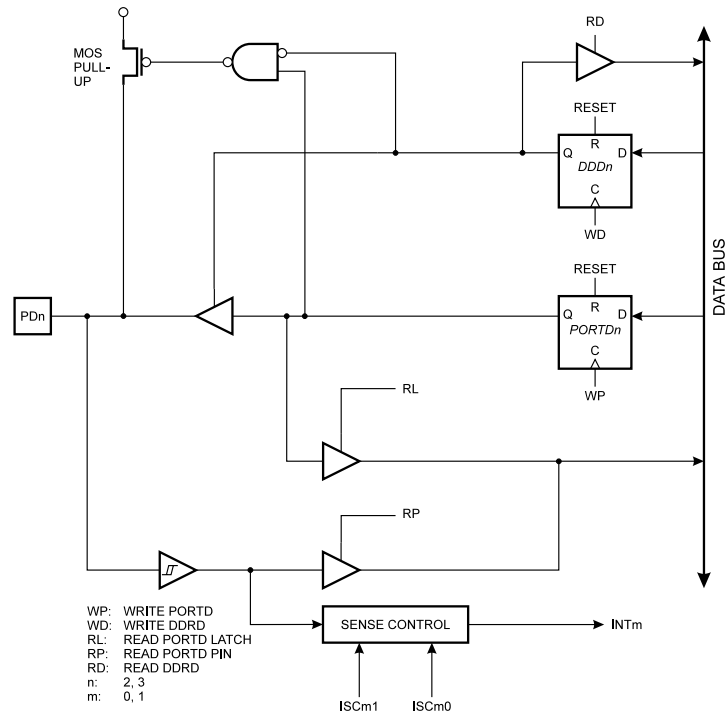 MOS
PULL-
UP
RD
RESET
R
Q
D
DDDn
C
WD
DATA BUS
RESET
PDn
R
Q
D
PORTDn
C
WP
RL
RP
WP: WRITE PORTD
WD: WRITE DDRD
RL: READ PORTD LATCH
RP: READ PORTD PIN
RD: READ DDRD
n: 2, 3
m: 0, 1
SENSE CONTROL
INTm
ISCm1
ISCm0